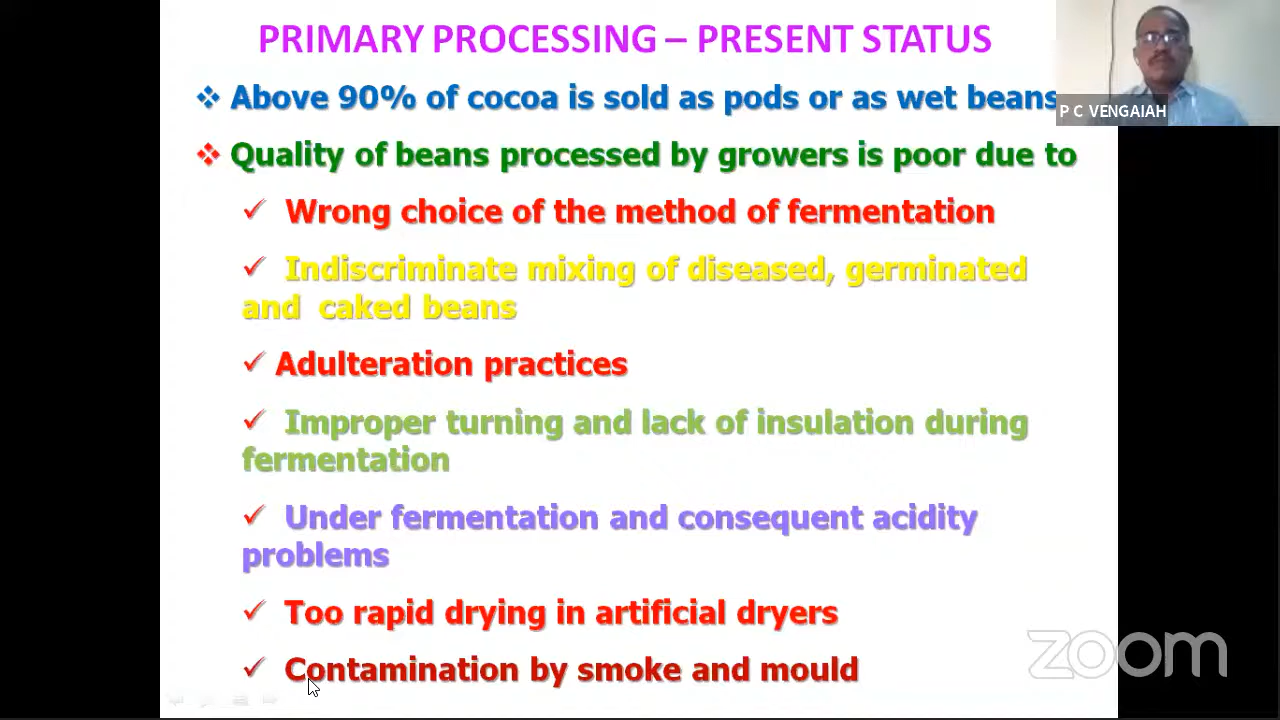 PRIMARY PROCESSING – PRESENT STATUS
Above 90% of cocoa is sold as pods or as wet beans
P C VENGAIAH
Quality of beans processed by growers is poor due to
Wrong choice of the method of fermentation
Indiscriminate mixing of diseased, germinated
and caked beans
Adulteration practices
Improper turning and lack of insulation during
fermentation
Under fermentation and consequent acidity
problems
Too rapid drying in artificial dryers
Contamination by smoke and mould
zoom